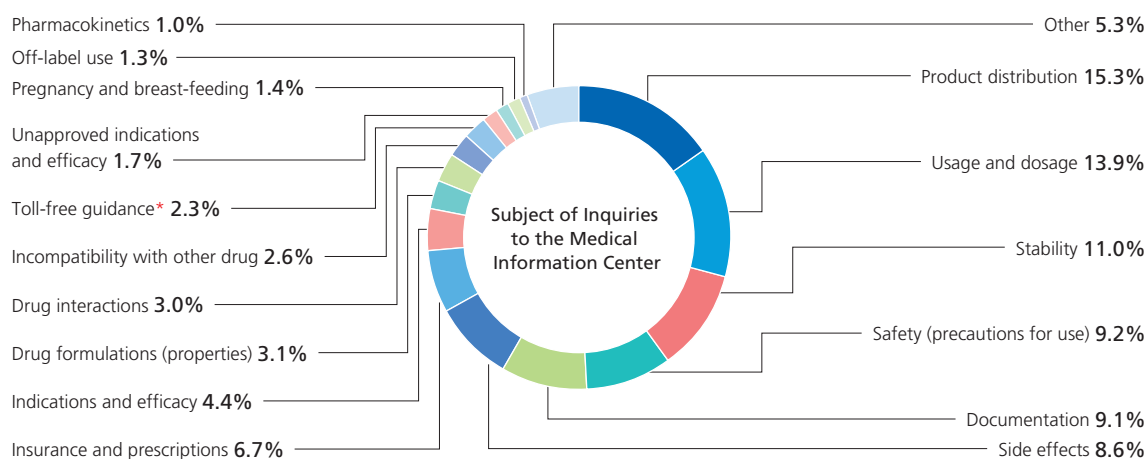 Pharmacokinetics 1.0%
Off-label use 1.3%
Pregnancy and breast-feeding 1.4%
Unapproved indications
and efficacy 1.7%
Toll-free guidance* 2.3%
Incompatibility with other drug 2.6%
Drug interactions 3.0%
Drug formulations (properties) 3.1%
Indications and efficacy 4.4%
Insurance and prescriptions 6.7%
Subject of Inquiries
to the Medical
Information Center
Other 5.3%
Product distribution 15.3%
Usage and dosage 13.9%
Stability 11.0%
Safety (precautions for use) 9.2%
Documentation 9.1%
Side effects 8.6%